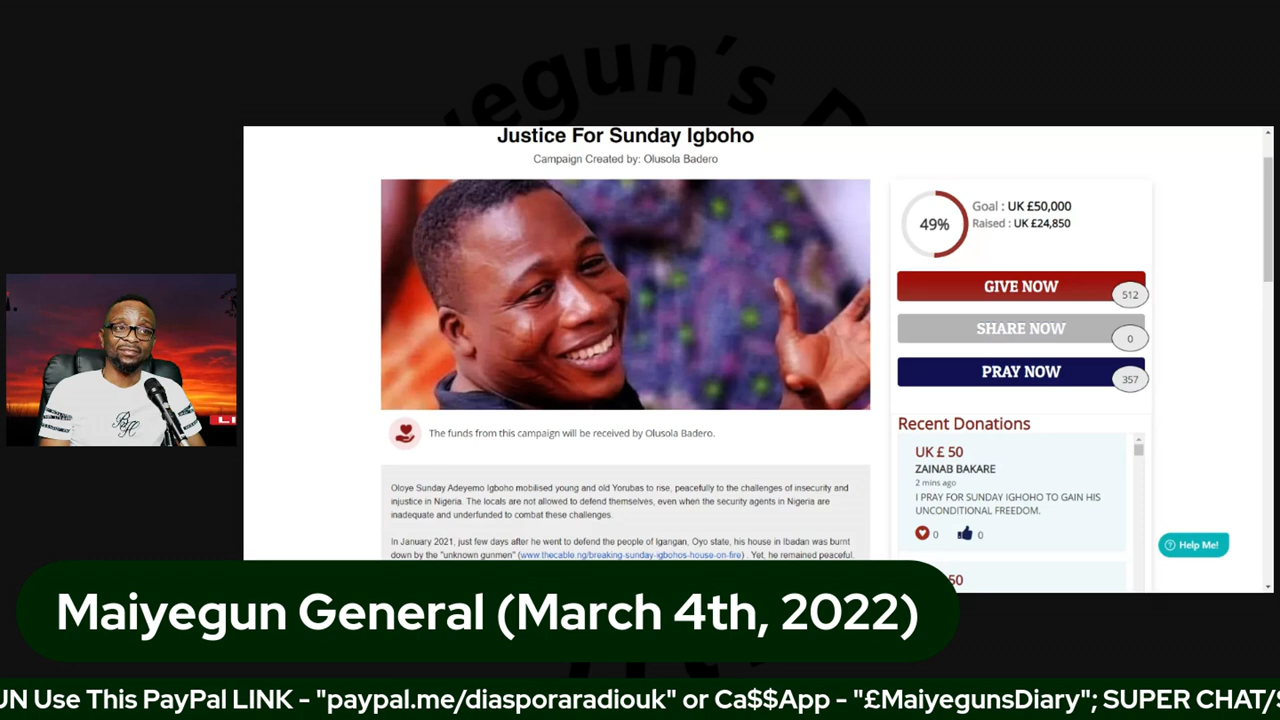 yegun's D
Justice For Sunday Igboho
Campaign Created by: Olusola Badero
49%
Goal : UK £50,000
Raised : UK £24,850
GIVE NOW
512
SHARE NOW
0
PRAY NOW
357
The funds from this campaign will be received by Olusola Badero.
Recent Donations
UK £ 50
ZAINAB BAKARE
2 mins ago
I PRAY FOR SUNDAY IGHOHO TO GAIN HIS
UNCONDITIONAL FREEDOM.
0 0
50
Oloye Sunday Adeyemo Igboho mobilised young and old Yorubas to rise, peacefully to the challenges of insecurity and
injustice in Nigeria. The locals are not allowed to defend themselves, even when the security agents in Nigeria are
inadequate and underfunded to combat these challenges.
In January 2021, just few days after he went to defend the people of Igangan, Oyo state, his house in Ibadan was burnt
down by the "unknown gunmen" (www.thecable.ng/breaking-sunday-igbohos-house-on-fire) . Yet, he remained peaceful.
Help Me!
LI
Maiyegun General (March 4th, 2022)
UN Use This PayPal LINK - "paypal.me/diasporaradiouk" or Ca$$App - "£MaiyegunsDiary"; SUPER CHAT/S